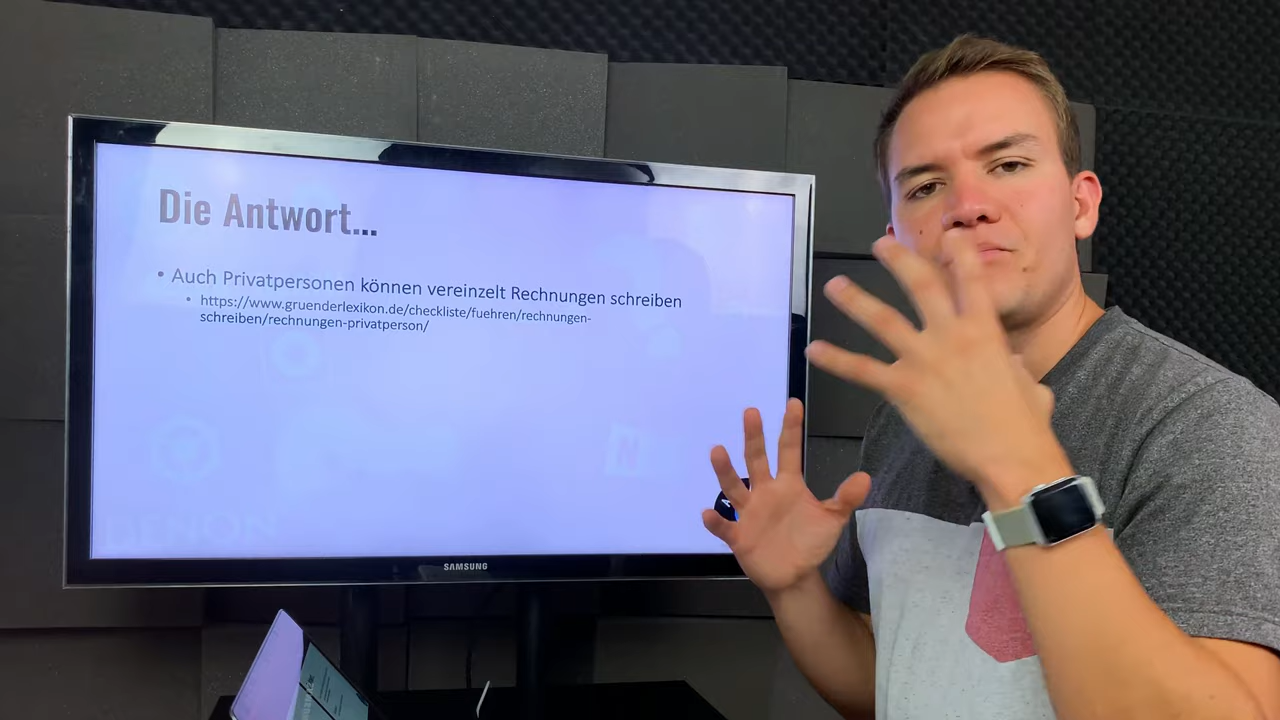 Die Antwort...
• Auch Privatpersonen können vereinzelt Rechnungen schreiben
• https://www.gruenderlexikon.de/checkliste/fuehren/rechnungen-
schreiben/rechnungen-privatperson/
DENON
SAMSUNG